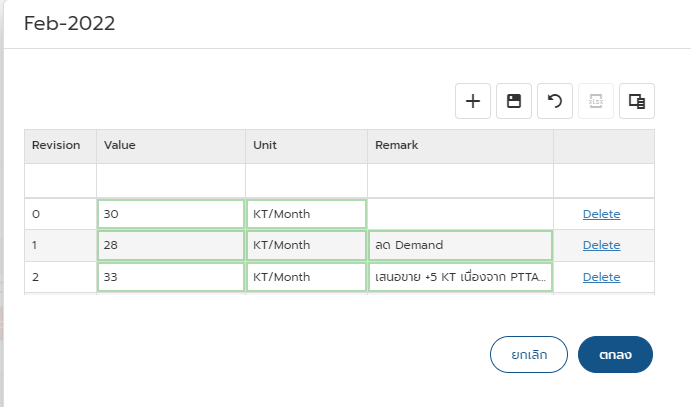 Feb-2022
Revision Value Unit Remark
0 30 KT/Month Delete
1 28 KT/Month ลด Demand Delete
2 33 KT/Month เสนอขาย +5 KT เนื่องจาก PTTA... Delete
ยกเลิก ตกลง